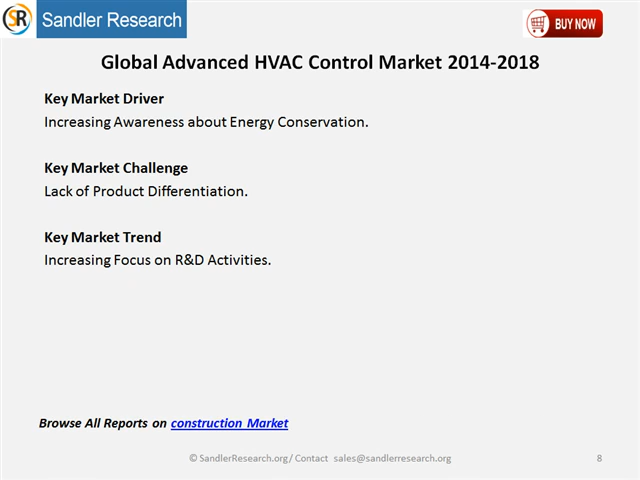 SR Sandler Research
BUY NOW
Global Advanced HVAC Control Market 2014-2018
Key Market Driver
Increasing Awareness about Energy Conservation.
Key Market Challenge
Lack of Product Differentiation.
Key Market Trend
Increasing Focus on R&D Activities.
Browse All Reports on construction Market
© SandlerResearch.org/ Contact sales@sandlerresearch.org 8